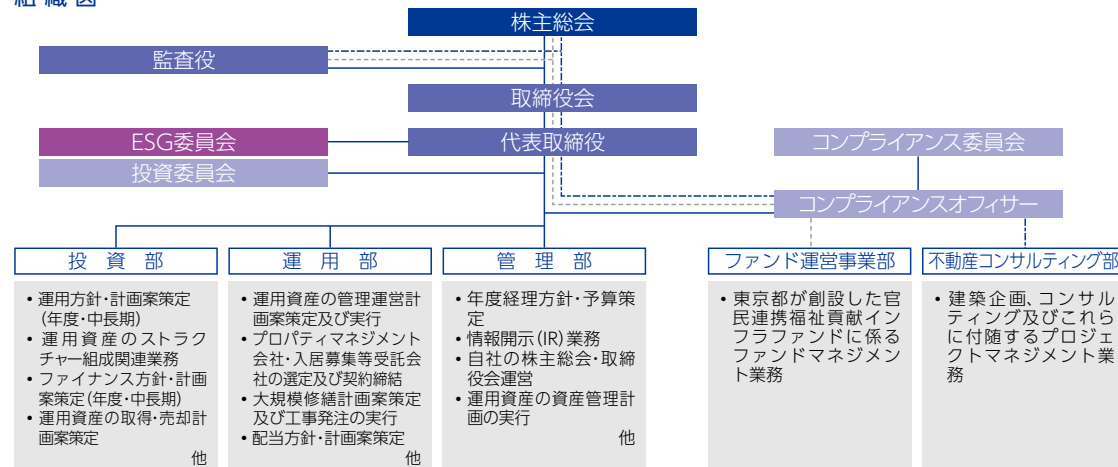 組織図
株主総会
監査役
取締役会
ESG委員会
代表取締役
コンプライアンス委員会
投資委員会
コンプライアンスオフィサー
投資部
運用部
管理部
ファンド運営事業部
不動産コンサルティング部
• 運用方針・計画案策定
(年度・中長期)
• 運用資産のストラク
チャー組成関連業務
• ファイナンス方針・計画
案策定(年度・中長期)
• 運用資産の取得・売却計
画案策定
他
• 運用資産の管理運営計
画案策定及び実行
• プロパティマネジメント
会社・入居募集等受託会
社の選定及び契約締結
• 大規模修繕計画案策定
及び工事発注の実行
• 配当方針・計画案策定
他
• 年度経理方針・予算策
定
• 情報開示(IR)業務
• 自社の株主総会・取締
役会運営
• 運用資産の資産管理計
画の実行
他
• 東京都が創設した官
民連携福祉貢献イン
フラファンドに係る
ファンドマネジメン
ト業務
• 建築企画、コンサル
ティング及びこれら
に付随するプロジェ
クトマネジメント業
務